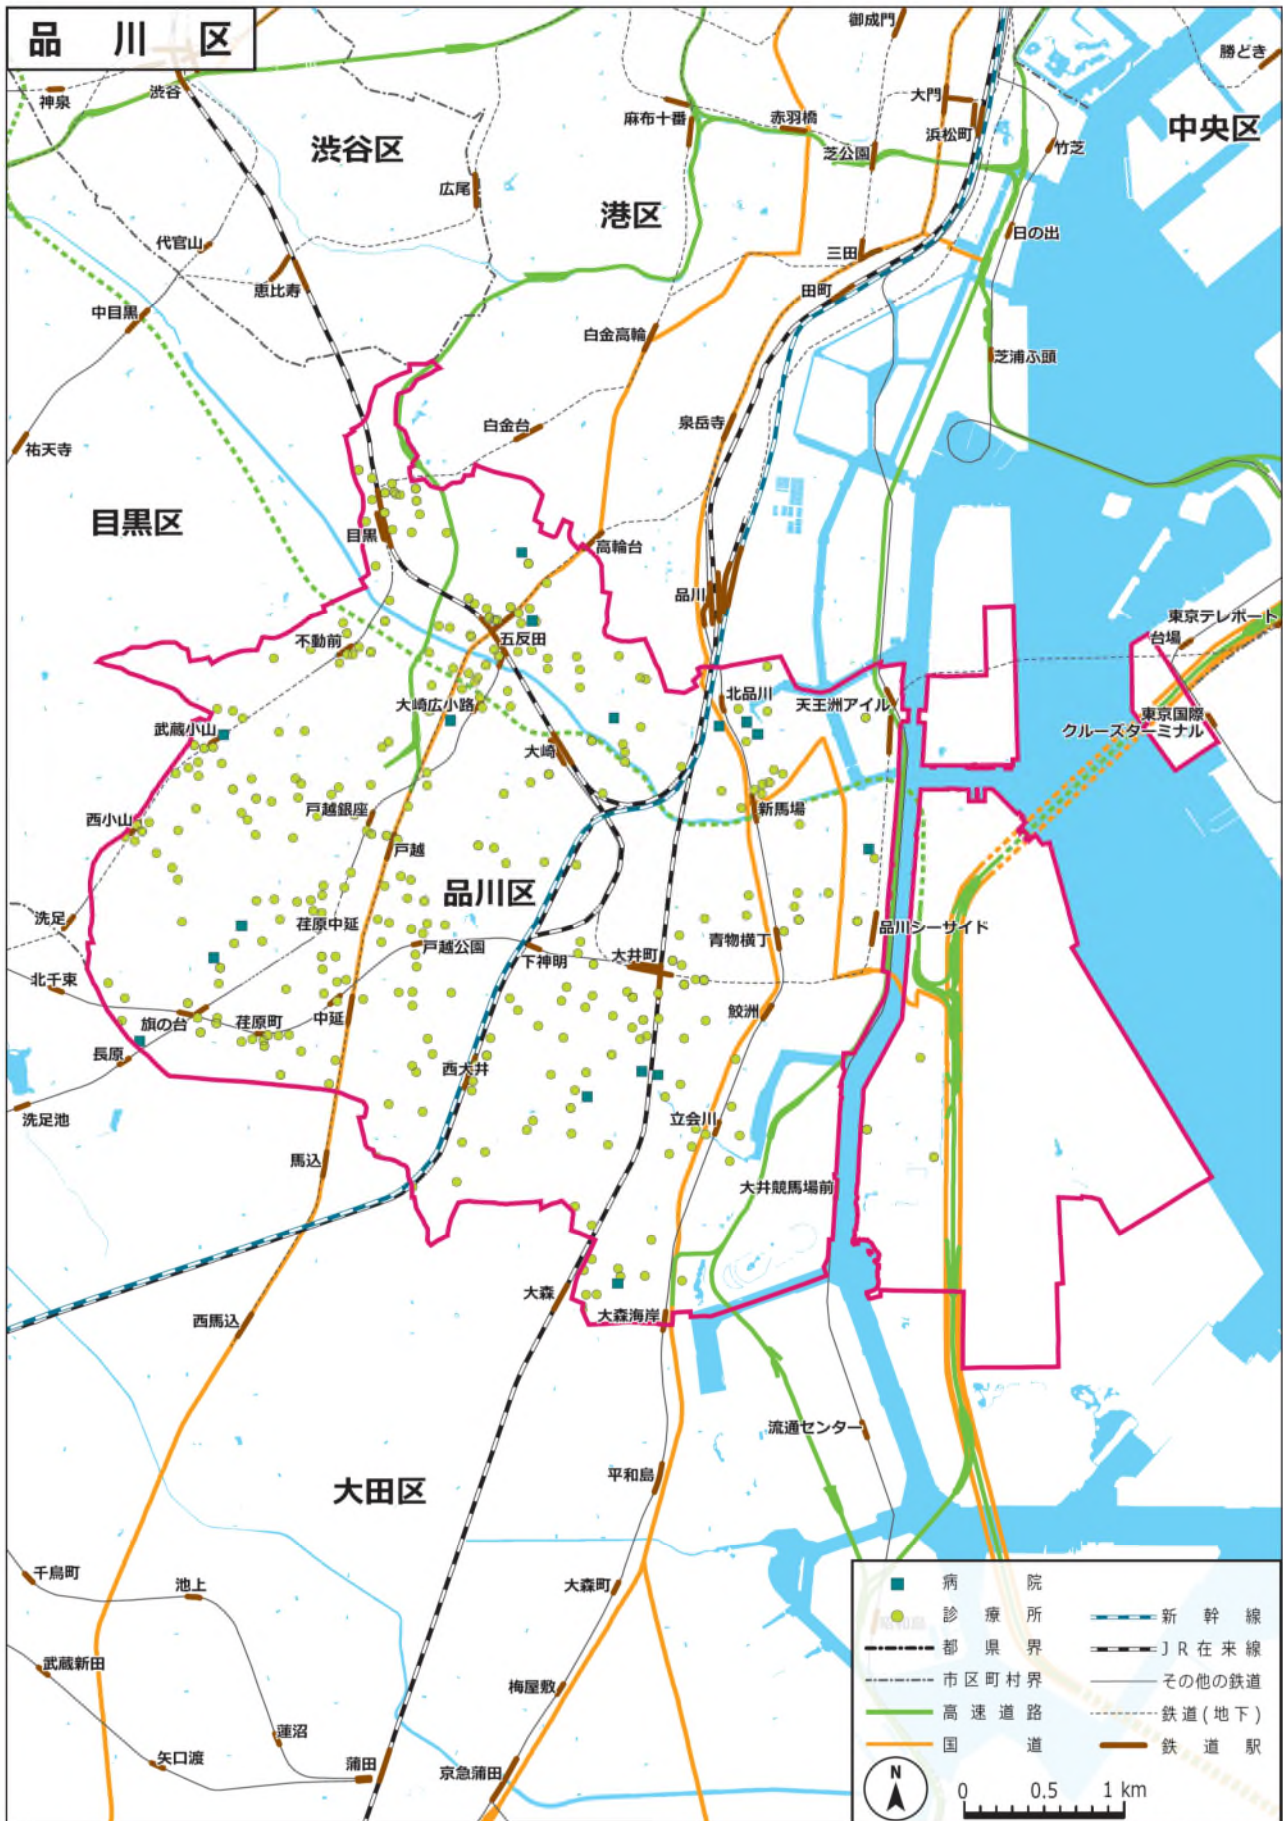 品川区
御成門
勝どき
神泉
渋谷
大門
麻布十番
赤羽橋
浜松町
中央区
渋谷区
芝公園
竹芝
広尾
港区
日の出
代官山
三田
恵比寿
田町
中目黒
白金高輪
芝浦ふ頭
泉岳寺
白金台
祐天寺
目黒区
目黒
高輪台
品川
東京テレポート
台場
不動前
五反田
北品川
大崎広小路
天王洲アイル
東京国際
クルーズターミナル
武蔵小山
大崎
戸越銀座
新馬場
西小山
戸越
品川区
洗足
荏原中延
品川シーサイド
青物横丁
戸越公園
下神明
大井町
北千束
鮫洲
旗の台
荏原町
中延
長原
西大井
洗足池
立会川
馬込
大井競馬場前
大森
大森海岸
西馬込
流通センター
平和島
大田区
千鳥町
池上
大森町
武蔵新田
梅屋敷
蓮沼
矢口渡
蒲田
京急蒲田
昭和島
病院
診療所
新幹線
都県界
JR在来線
市区町村界
その他の鉄道
高速道路
鉄道(地下)
国道
鉄道駅
N
0 0.5 1 km